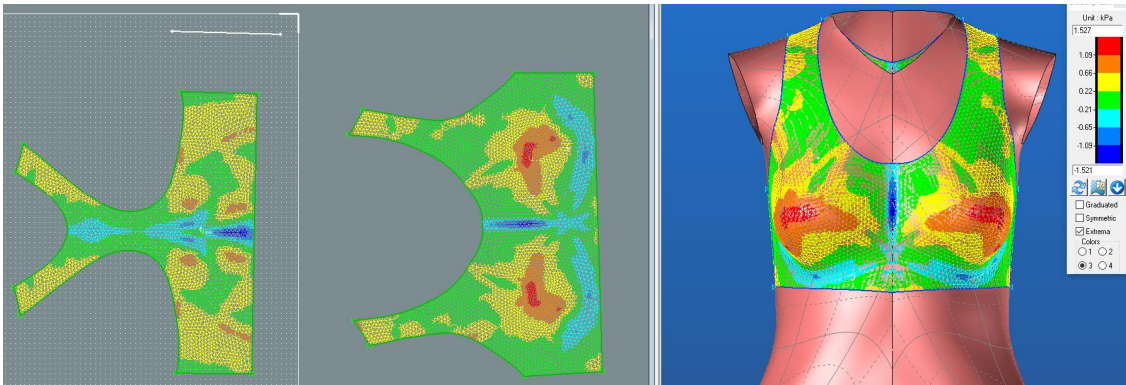 Unit : kPa
1.527
1.09
0.66
0.22
-0.21
-0.65
-1.09
-1.521
Graduated
Symmetric
Extrema
Colors
1 2
3 4